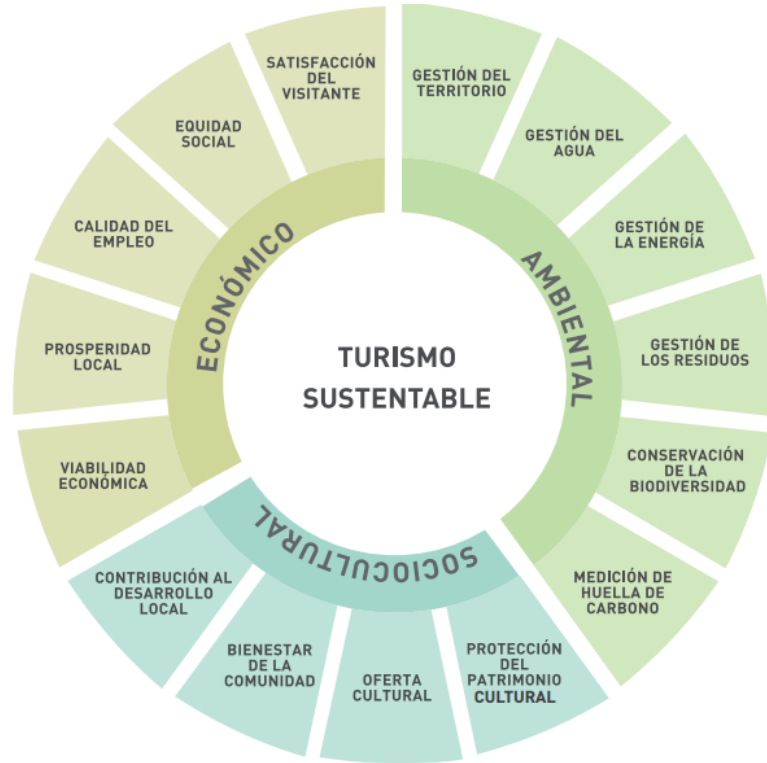 TURISMO
SUSTENTABLE
AMBIENTAL
GESTIÓN DEL
TERRITORIO
GESTIÓN DEL
AGUA
GESTIÓN DE
LA ENERGÍA
GESTIÓN DE
LOS RESIDUOS
CONSERVACIÓN
DE LA
BIODIVERSIDAD
MEDICIÓN DE
HUELLA DE
CARBONO
SOCIOCULTURAL
PROTECCIÓN
DEL
PATRIMONIO
CULTURAL
OFERTA
CULTURAL
BIENESTAR
DE LA
COMUNIDAD
CONTRIBUCIÓN AL
DESARROLLO
LOCAL
ECONÓMICO
VIABILIDAD
ECONÓMICA
PROSPERIDAD
LOCAL
CALIDAD DEL
EMPLEO
EQUIDAD
SOCIAL
SATISFACCIÓN
DEL
VISITANTE